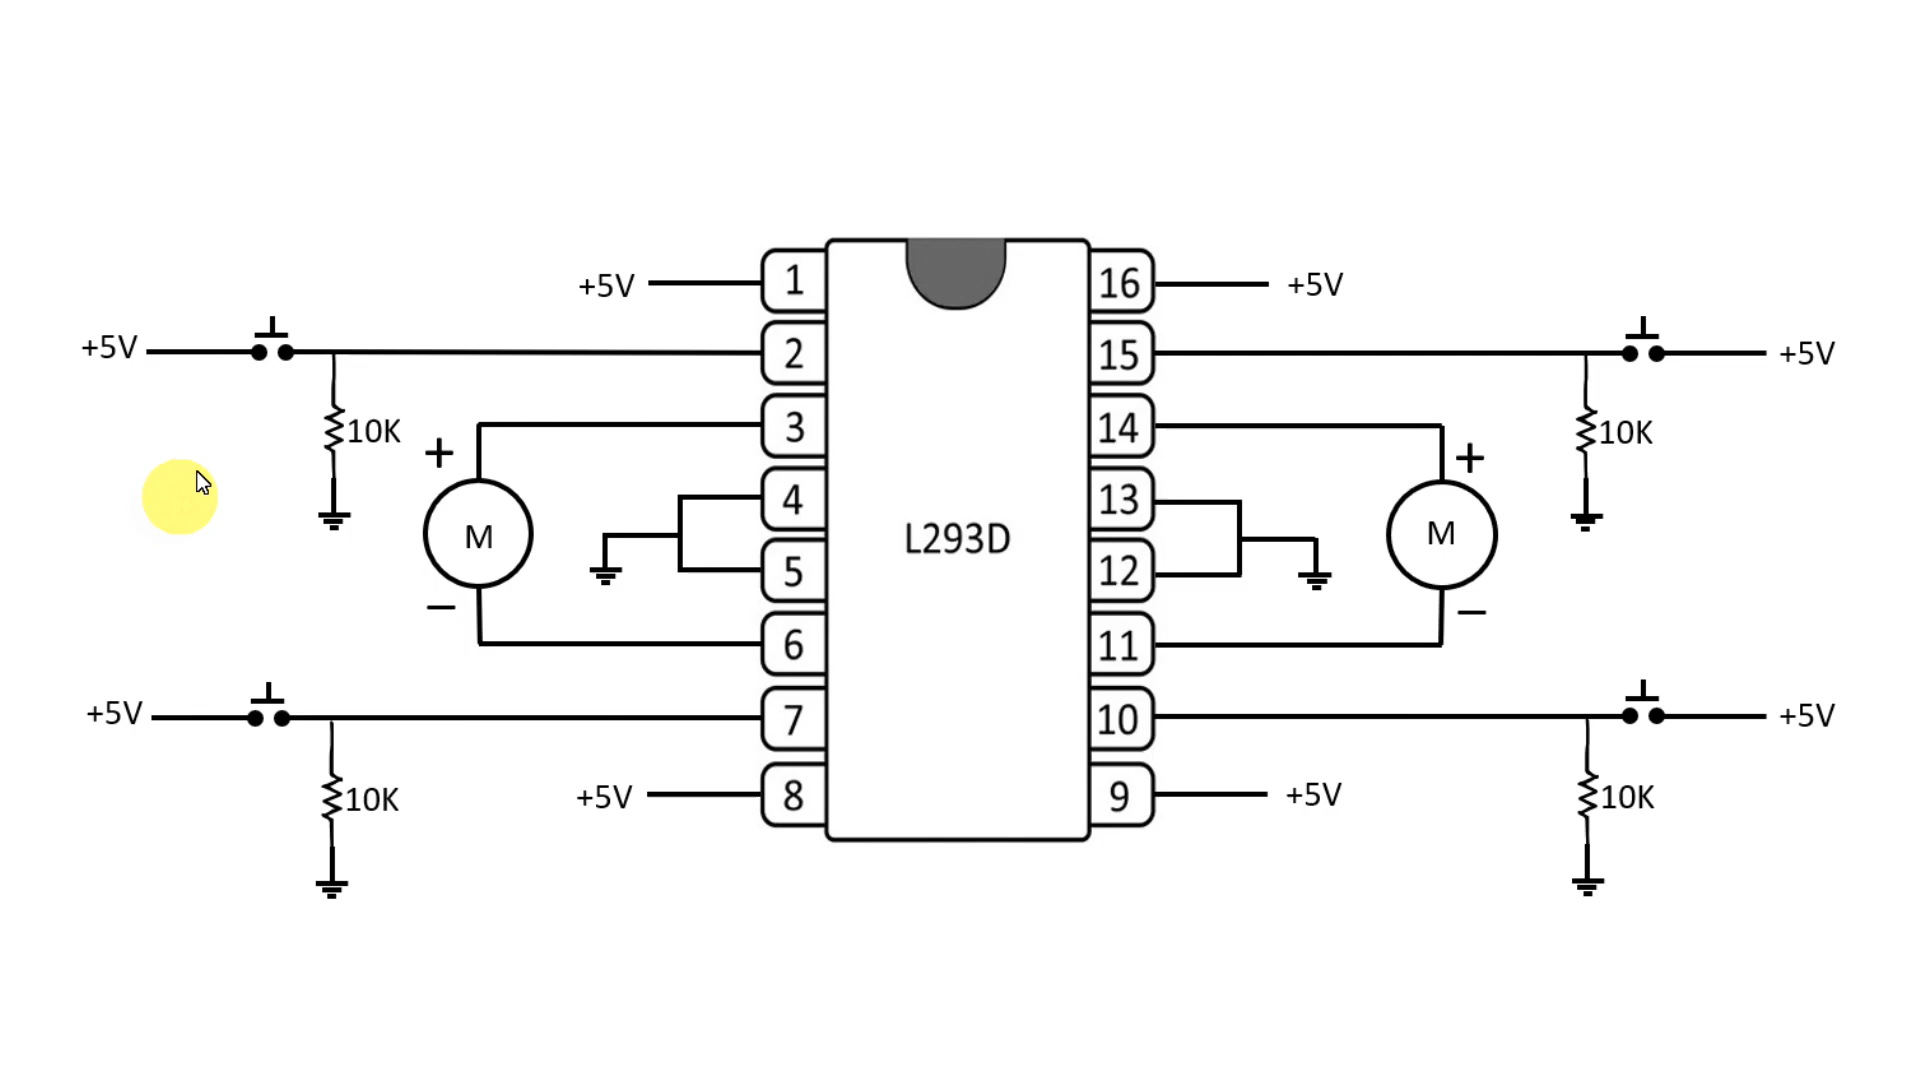 +5V 1 16 +5V
+5V 2 15 +5V
10K + 3 14 + 10K
M 4 13 M
L293D
5 12
− 6 11 −
+5V 7 10 +5V
10K +5V 8 9 +5V 10K